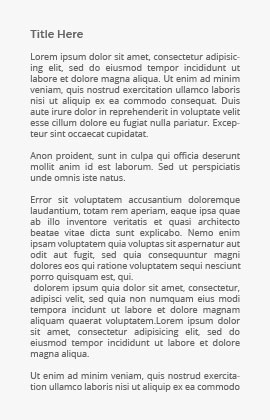 Title Here
Lorem ipsum dolor sit amet, consectetur adipisic-
ing elit, sed do eiusmod tempor incididunt ut
labore et dolore magna aliqua. Ut enim ad minim
veniam, quis nostrud exercitation ullamco laboris
nisi ut aliquip ex ea commodo consequat. Duis
aute irure dolor in reprehenderit in voluptate velit
esse cillum dolore eu fugiat nulla pariatur. Excep-
teur sint occaecat cupidatat.
Anon proident, sunt in culpa qui officia deserunt
mollit anim id est laborum. Sed ut perspiciatis
unde omnis iste natus.
Error sit voluptatem accusantium doloremque
laudantium, totam rem aperiam, eaque ipsa quae
ab illo inventore veritatis et quasi architecto
beatae vitae dicta sunt explicabo. Nemo enim
ipsam voluptatem quia voluptas sit aspernatur aut
odit aut fugit, sed quia consequuntur magni
dolores eos qui ratione voluptatem sequi nesciunt
porro quisquam est, qui.
dolorem ipsum quia dolor sit amet, consectetur,
adipisci velit, sed quia non numquam eius modi
tempora incidunt ut labore et dolore magnam
aliquam quaerat voluptatem.Lorem ipsum dolor
sit amet, consectetur adipisicing elit, sed do
eiusmod tempor incididunt ut labore et dolore
magna aliqua.
Ut enim ad minim veniam, quis nostrud exercita-
tion ullamco laboris nisi ut aliquip ex ea commodo